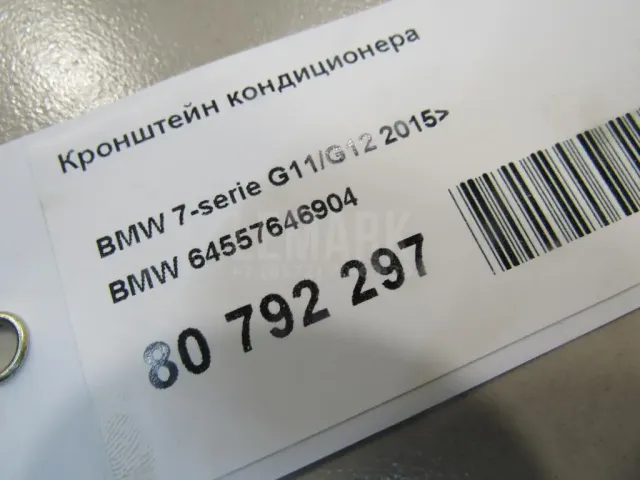 Кронштейн кондиционера
BMW 7-serie G11/G12 2015>
BMW 64557646904
80 792 297